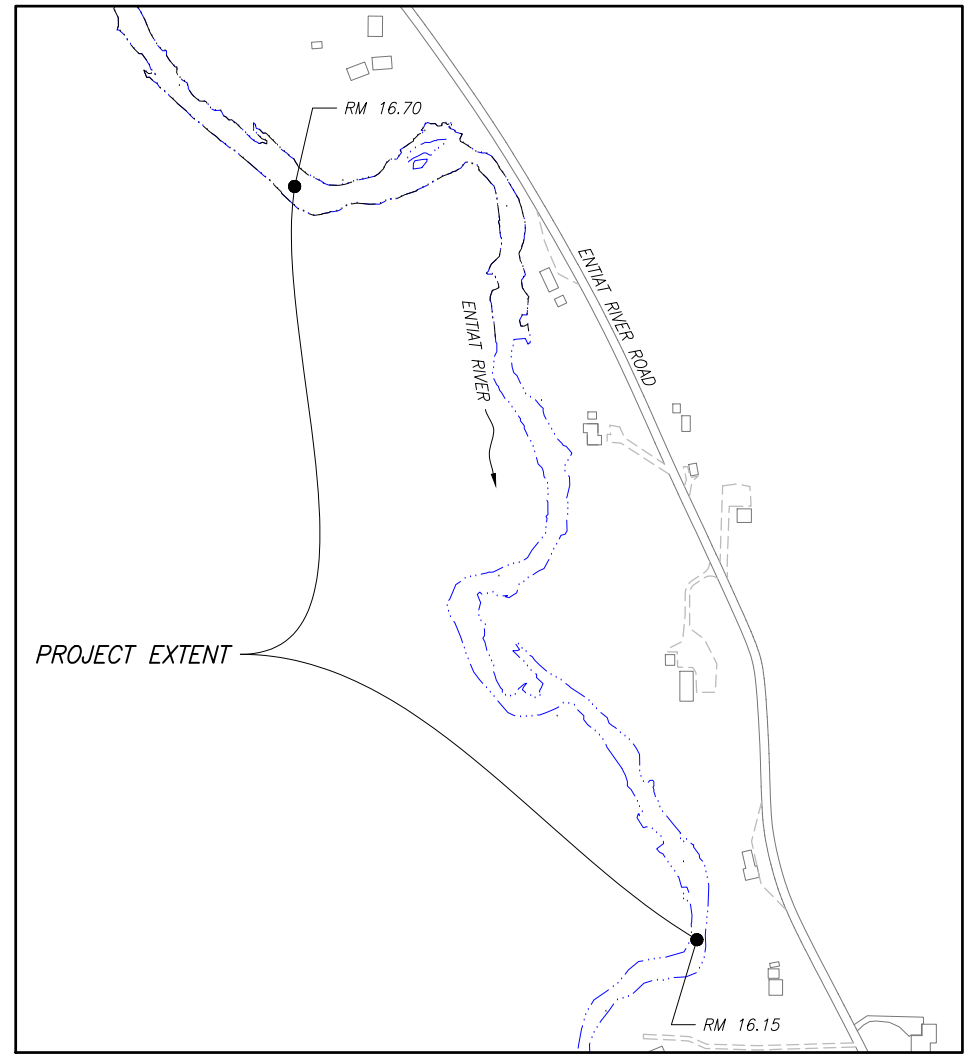 RM 16.70
ENTIAT RIVER ROAD
ENTIAT RIVER
PROJECT EXTENT
RM 16.15